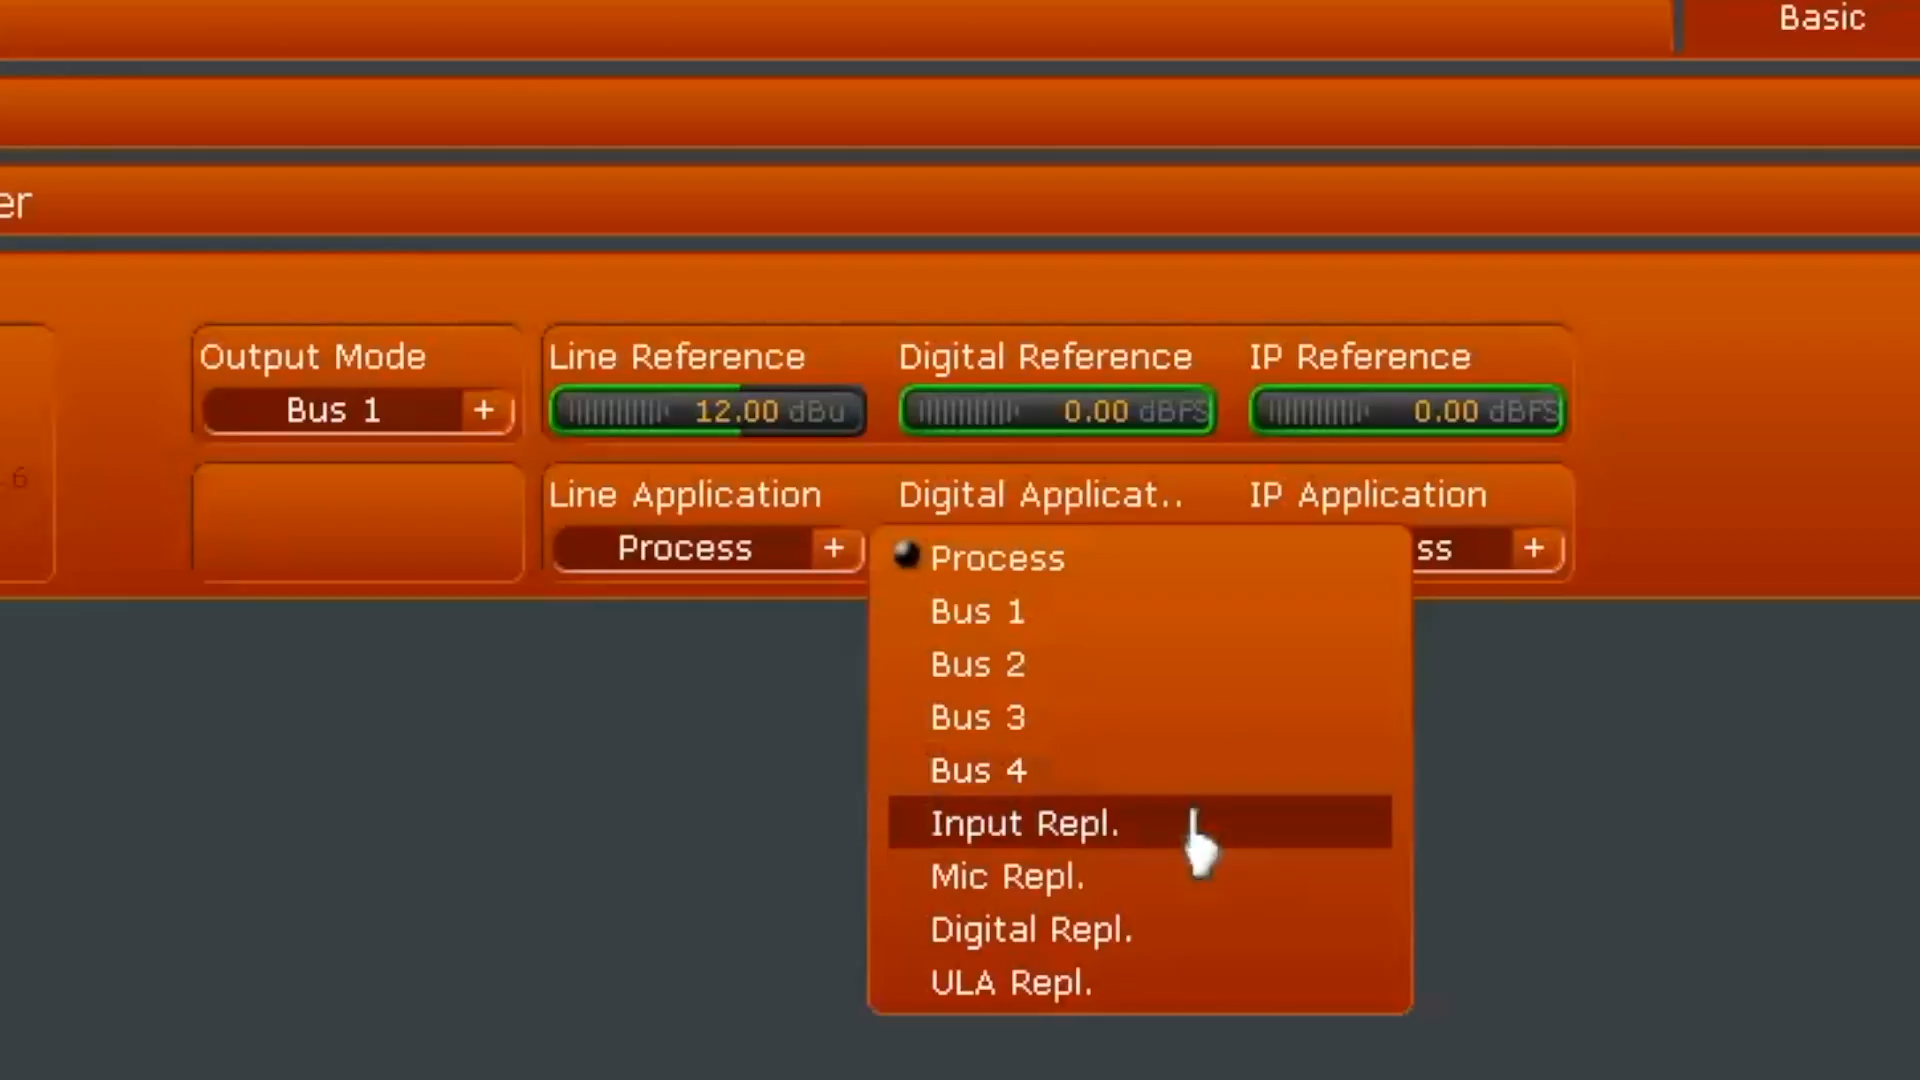 Basic
er
Output Mode
Line Reference
Digital Reference
IP Reference
Bus 1 +
12.00 dBu
0.00 dBFS
0.00 dBFS
6
Line Application
Digital Applicat..
IP Application
Process +
ss +
Process
Bus 1
Bus 2
Bus 3
Bus 4
Input Repl.
Mic Repl.
Digital Repl.
ULA Repl.